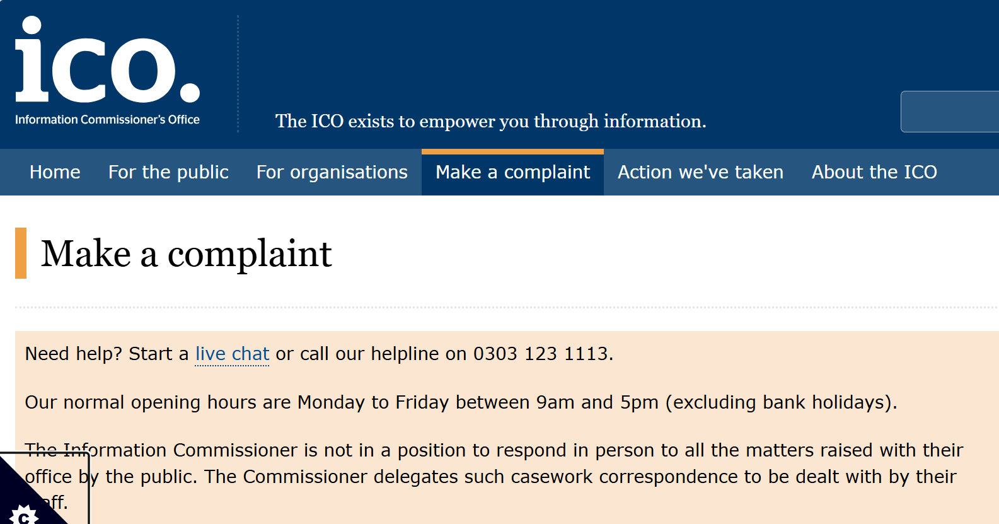 ico.
Information Commissioner's Office
The ICO exists to empower you through information.
Home For the public For organisations Make a complaint Action we've taken About the ICO
Make a complaint
Need help? Start a live chat or call our helpline on 0303 123 1113.
Our normal opening hours are Monday to Friday between 9am and 5pm (excluding bank holidays).
The Information Commissioner is not in a position to respond in person to all the matters raised with their
office by the public. The Commissioner delegates such casework correspondence to be dealt with by their
aff.
C